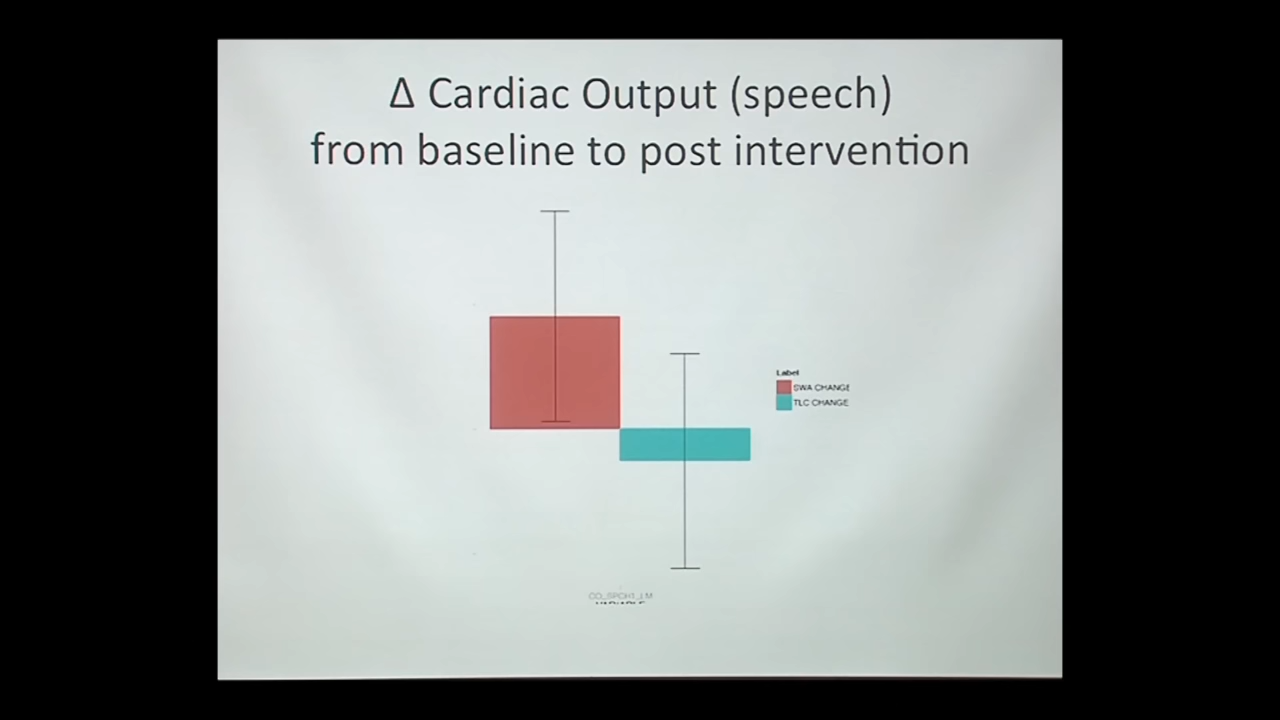 Δ Cardiac Output (speech)
from baseline to post intervention
Label
SWA CHANGE
TLC CHANGE
CO_SPCH1_LM